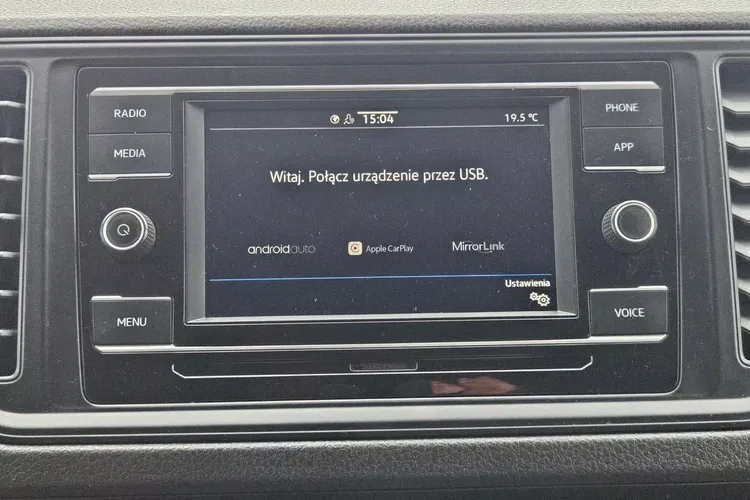 RADIO
MEDIA
MENU
15:04
19.5 °C
Witaj. Połącz urządzenie przez USB.
androidauto
Apple CarPlay
MirrorLink
Ustawienia
PHONE
APP
VOICE